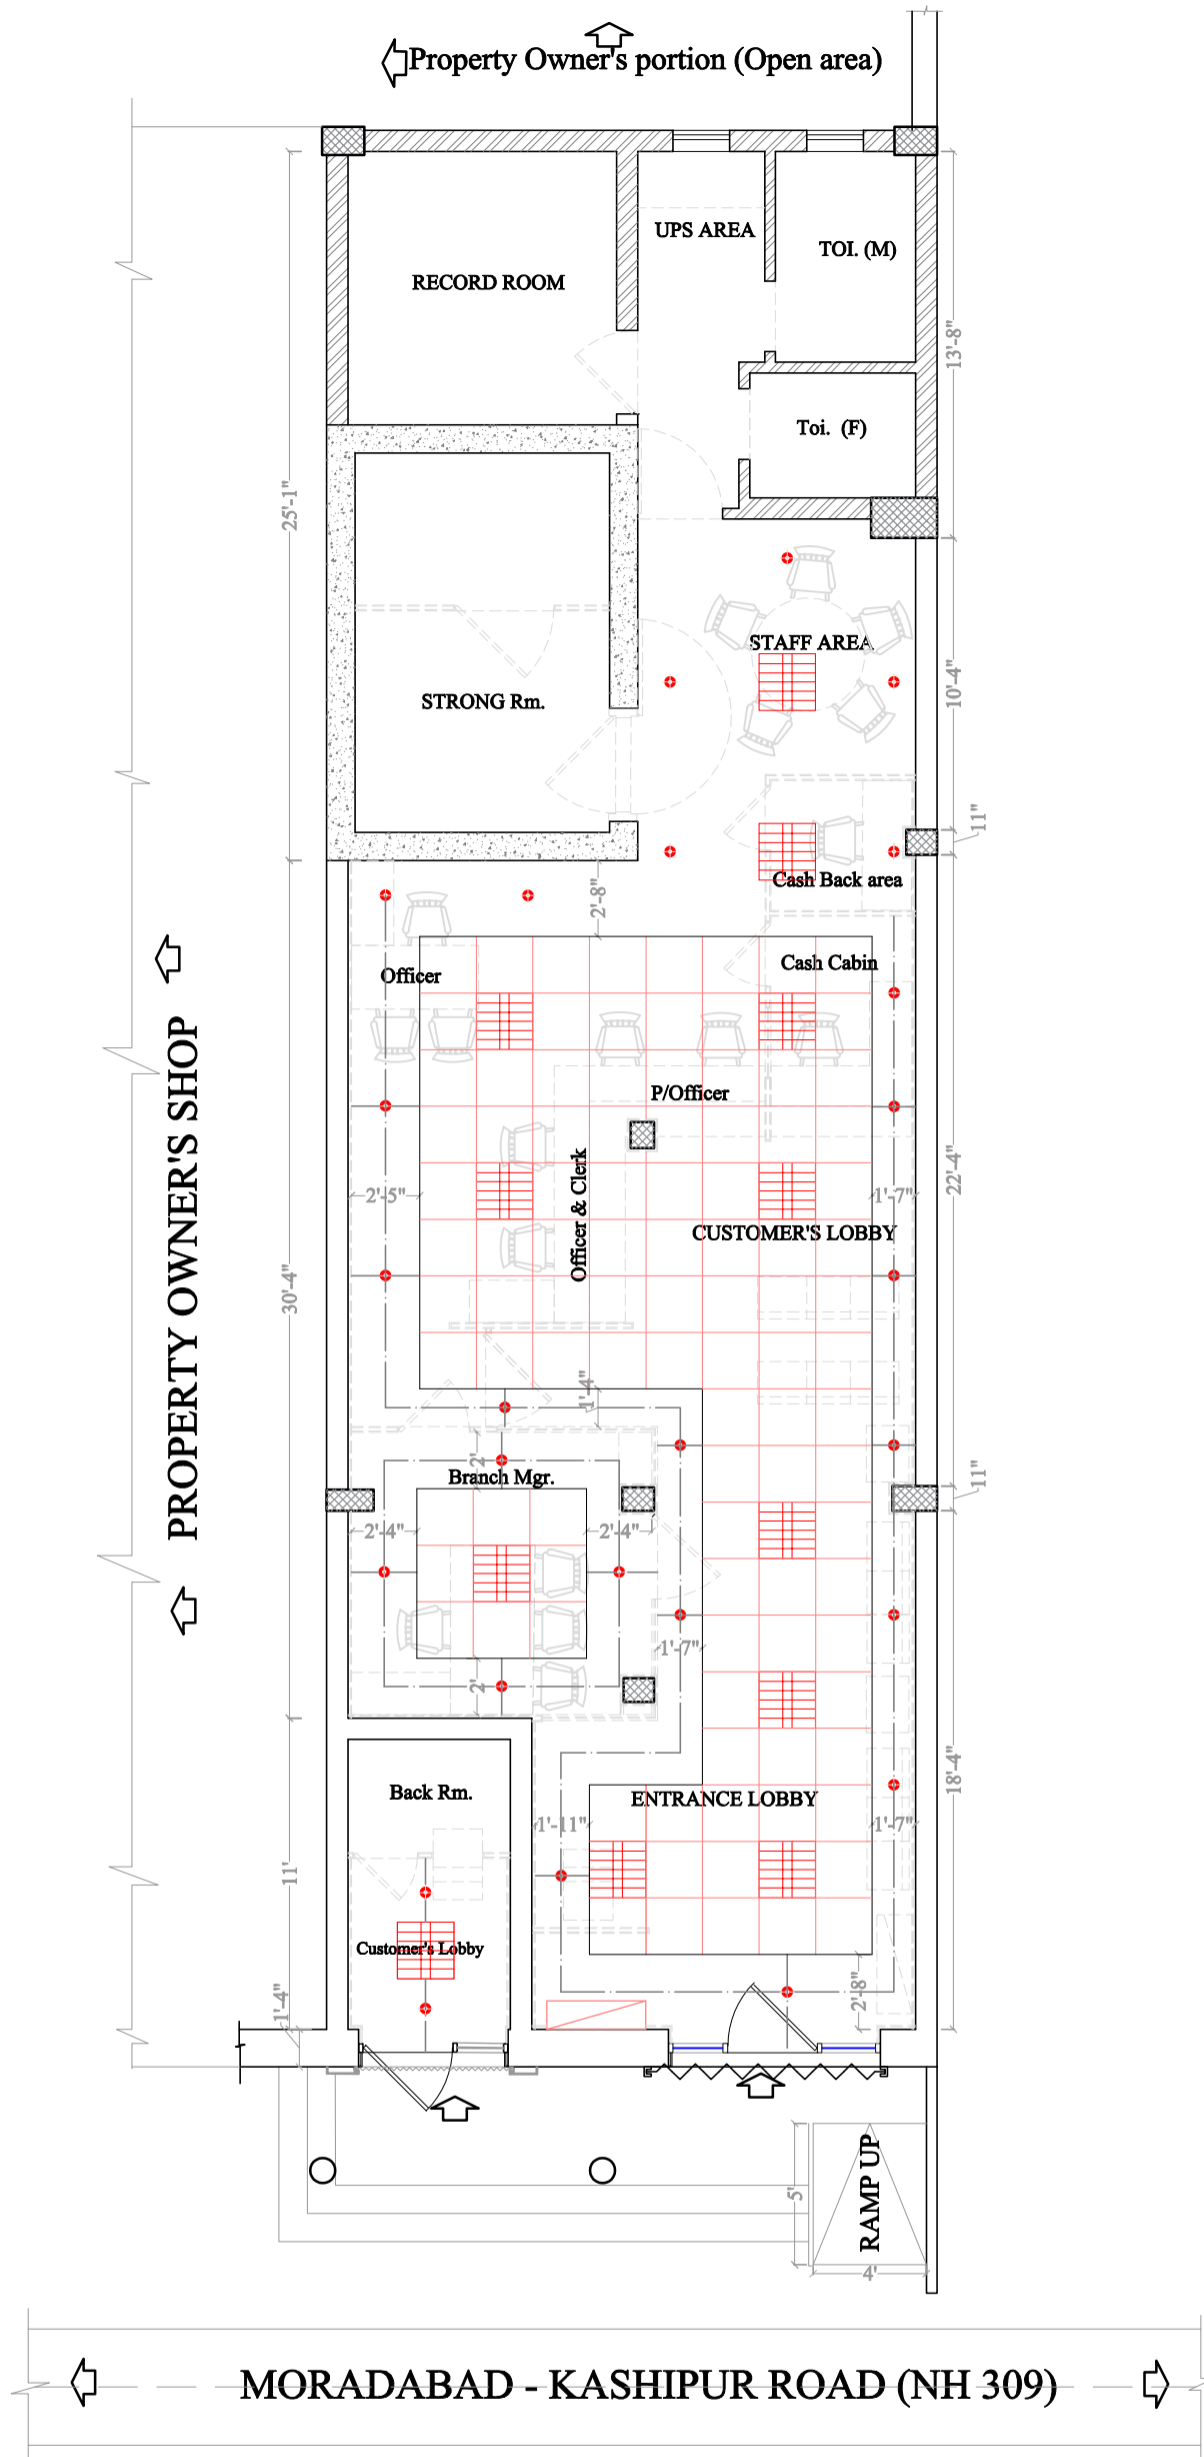 Property Owner's portion (Open area)
UPS AREA
TOI. (M)
RECORD ROOM
13'-8"
Toi. (F)
25'-1"
STAFF AREA
10'-4"
STRONG Rm.
11"
Cash Back area
2'-8"
Cash Cabin
Officer
P/Officer
PROPERTY OWNER'S SHOP
Officer & Clerk
2'-5"
1'-7"
22'-4"
CUSTOMER'S LOBBY
30'-4"
1'-4"
2'
Branch Mgr.
11"
2'-4"
2'-4"
1'-7"
2'
18'-4"
Back Rm.
ENTRANCE LOBBY
1'-11"
1'-7"
11'
Customer's Lobby
2'-8"
1'-4"
RAMP UP
5'
4'
MORADABAD - KASHIPUR ROAD (NH 309)